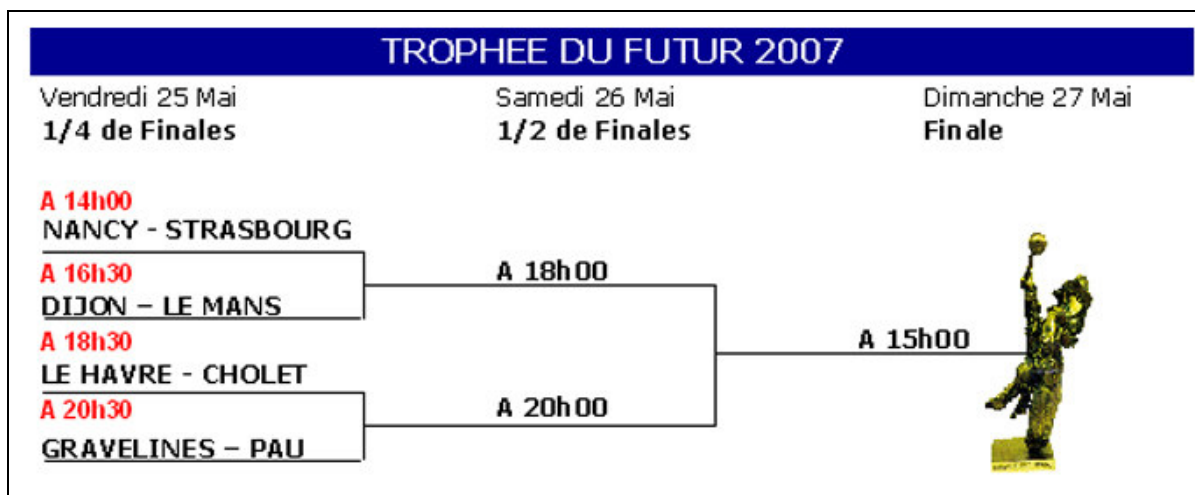 TROPHEE DU FUTUR 2007
Vendredi 25 Mai
1/4 de Finales
Samedi 26 Mai
1/2 de Finales
Dimanche 27 Mai
Finale
A 14h00
NANCY - STRASBOURG
A 16h30
DIJON – LE MANS
A 18h30
LE HAVRE - CHOLET
A 20h30
GRAVELINES – PAU
A 18h00
A 20h00
A 15h00